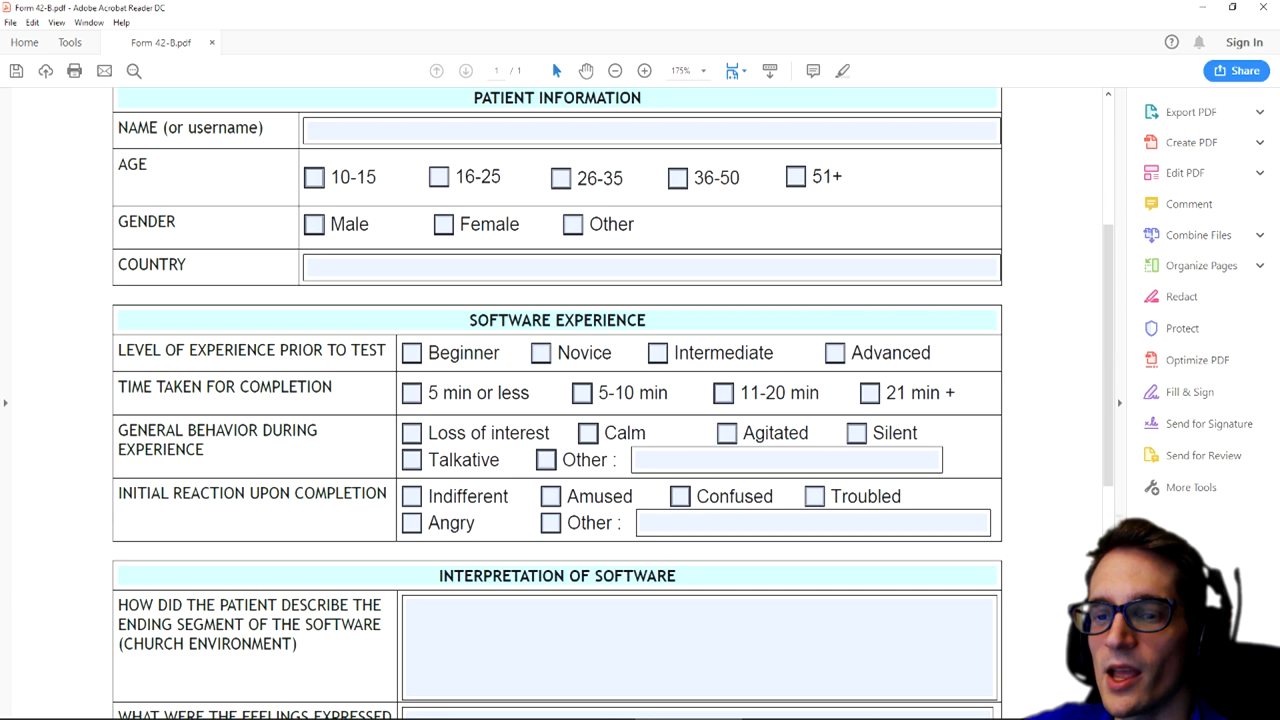 Form 42-B.pdf - Adobe Acrobat Reader DC
File Edit View Window Help
Home Tools Form 42-B.pdf × Sign In
1 / 1 175% Share
PATIENT INFORMATION
NAME (or username)
AGE 10-15 16-25 26-35 36-50 51+
GENDER Male Female Other
COUNTRY
SOFTWARE EXPERIENCE
LEVEL OF EXPERIENCE PRIOR TO TEST Beginner Novice Intermediate Advanced
TIME TAKEN FOR COMPLETION 5 min or less 5-10 min 11-20 min 21 min +
GENERAL BEHAVIOR DURING
EXPERIENCE
Loss of interest Calm Agitated Silent
Talkative Other :
INITIAL REACTION UPON COMPLETION Indifferent Amused Confused Troubled
Angry Other :
INTERPRETATION OF SOFTWARE
HOW DID THE PATIENT DESCRIBE THE
ENDING SEGMENT OF THE SOFTWARE
(CHURCH ENVIRONMENT)
WHAT WERE THE FEELINGS EXPRESSED
Export PDF
Create PDF
Edit PDF
Comment
Combine Files
Organize Pages
Redact
Protect
Optimize PDF
Fill & Sign
Send for Signature
Send for Review
More Tools